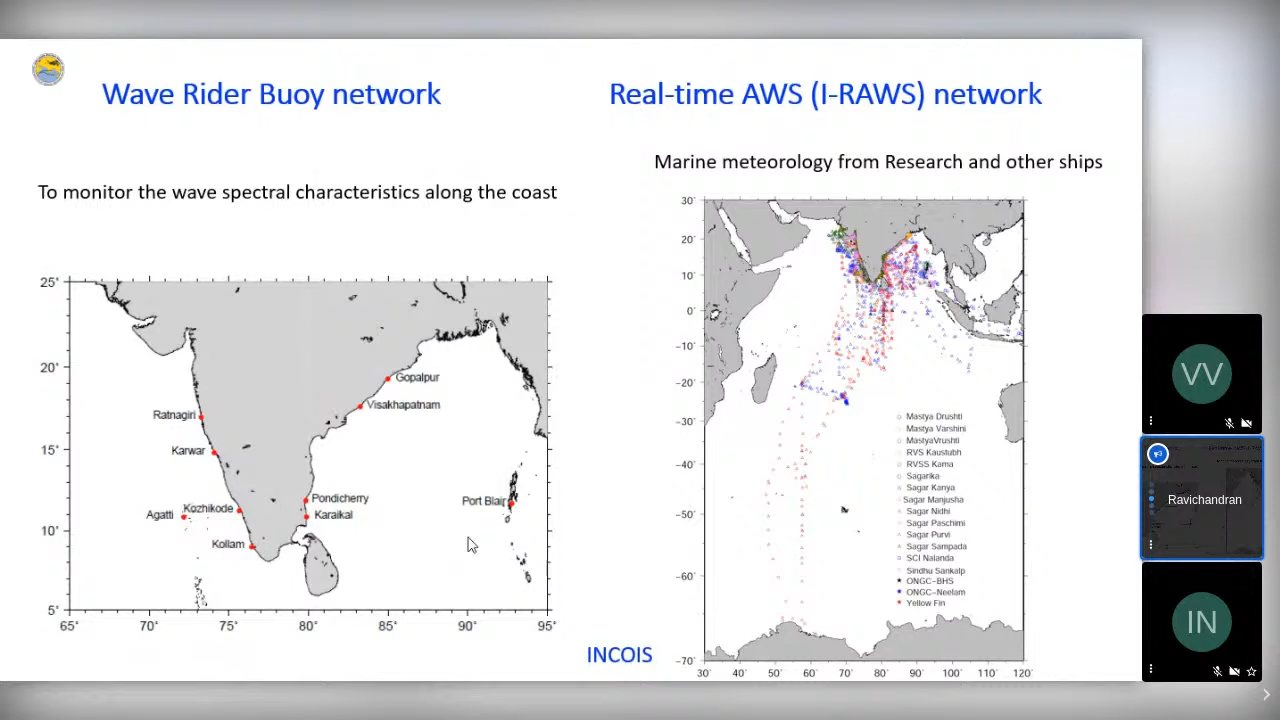 Wave Rider Buoy network
Real-time AWS (I-RAWS) network
To monitor the wave spectral characteristics along the coast
Marine meteorology from Research and other ships
25°
20°
15°
10°
5°
65°
70°
75°
80°
85°
90°
95°
Gopalpur
Visakhapatnam
Ratnagiri
Karwar
Pondicherry
Port Blair
Kozhikode
Agatti
Karaikal
Kollam
30°
20°
10°
0°
-10°
-20°
-30°
-40°
-50°
-60°
-70°
30°
40°
50°
60°
70°
80°
90°
100°
110°
120°
Mastya Drushti
Mastya Varshini
MastyaVrushti
RVS Kaustubh
RVSS Kama
Sagarika
Sagar Kanya
Sagar Manjusha
Sagar Nidhi
Sagar Paschimi
Sagar Purvi
Sagar Sampada
SCI Nalanda
Sindhu Sankalp
ONGC-BHS
ONGC-Neelam
Yellow Fin
INCOIS
VV
Ravichandran
IN